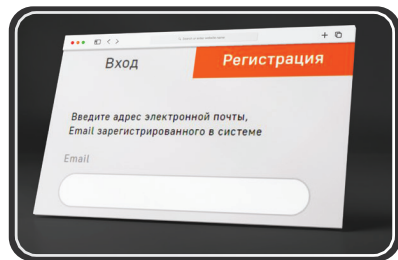 Вход
Регистрация
Введите адрес электронной почты,
Email зарегистрированного в системе
Email